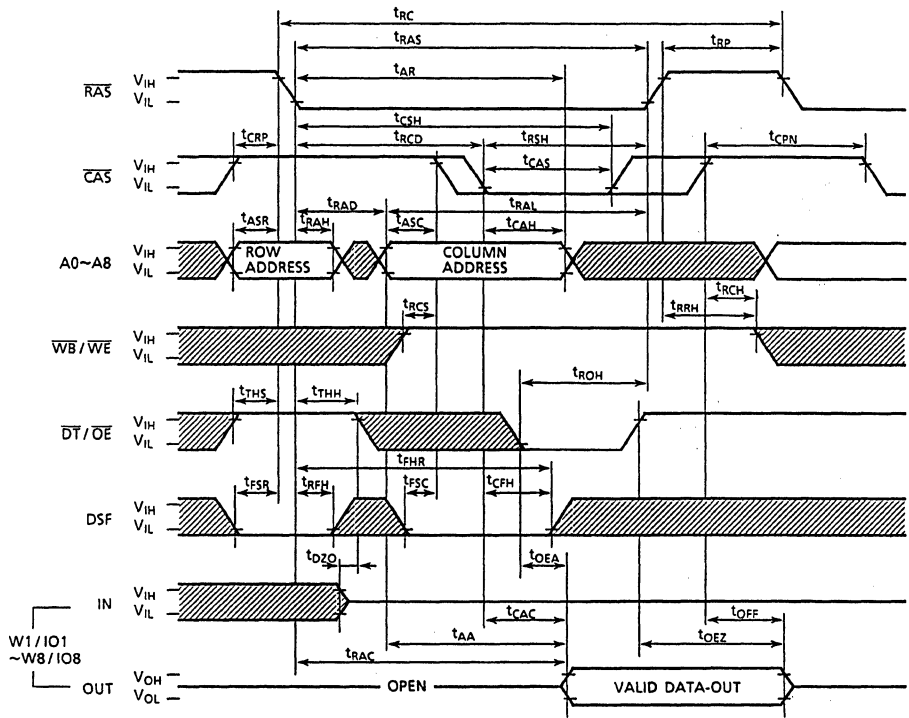 tRC
tRAS
tRP
tAR
RAS
VIH
VIL
tCSH
tCRP
tRCD
tRSH
tCPN
CAS
VIH
VIL
tCAS
tRAD
tRAL
tASR
tRAH
tASC
tCAH
A0~A8
VIH
VIL
ROW ADDRESS
COLUMN ADDRESS
tRCS
tRCH
tRRH
WB / WE
VIH
VIL
tROH
tTHS
tTHH
DT / OE
VIH
VIL
tFHR
tFSR
tRFH
tFSC
tCFH
DSF
VIH
VIL
tDZO
tOEA
IN
VIH
VIL
tCAC
tOFF
W1 / IO1
~W8 / IO8
tAA
tOEZ
tRAC
OUT
VOH
VOL
OPEN
VALID DATA-OUT